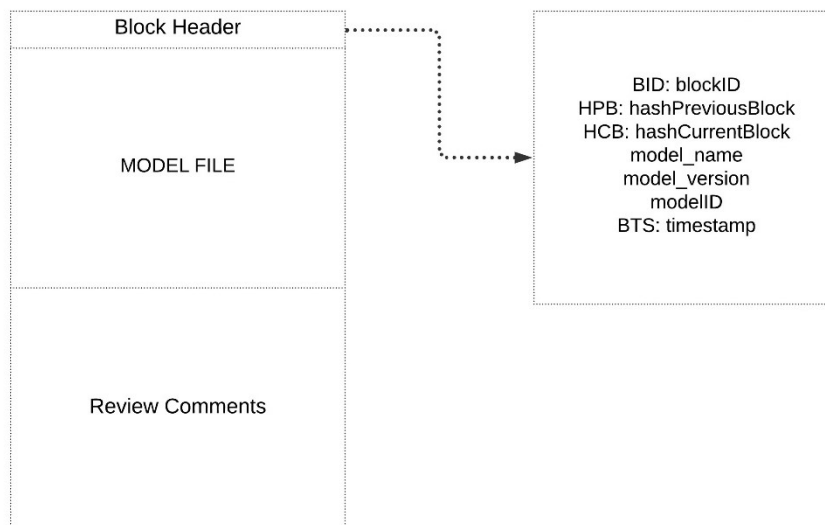 Block Header
MODEL FILE
Review Comments
BID: blockID
HPB: hashPreviousBlock
HCB: hashCurrentBlock
model_name
model_version
modelID
BTS: timestamp